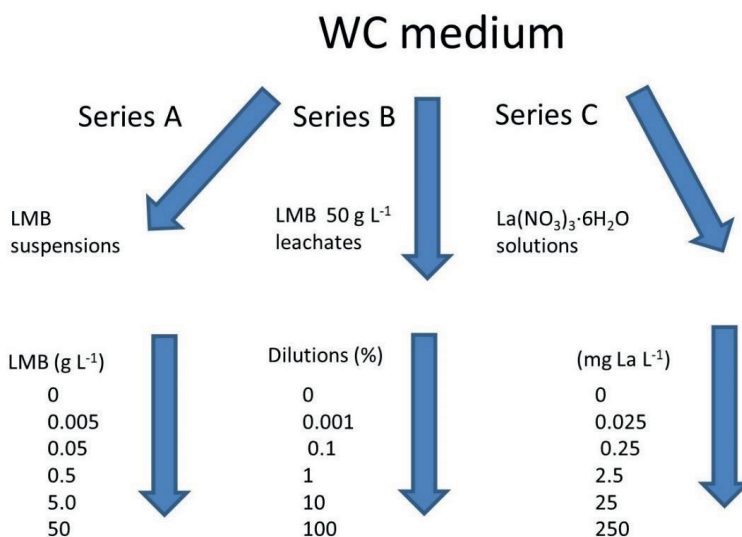 WC medium
Series A
Series B
Series C
LMB
suspensions
LMB 50 g L⁻¹
leachates
La(NO₃)₃·6H₂O
solutions
LMB (g L⁻¹)
0
0.005
0.05
0.5
5.0
50
Dilutions (%)
0
0.001
0.1
1
10
100
(mg La L⁻¹)
0
0.025
0.25
2.5
25
250